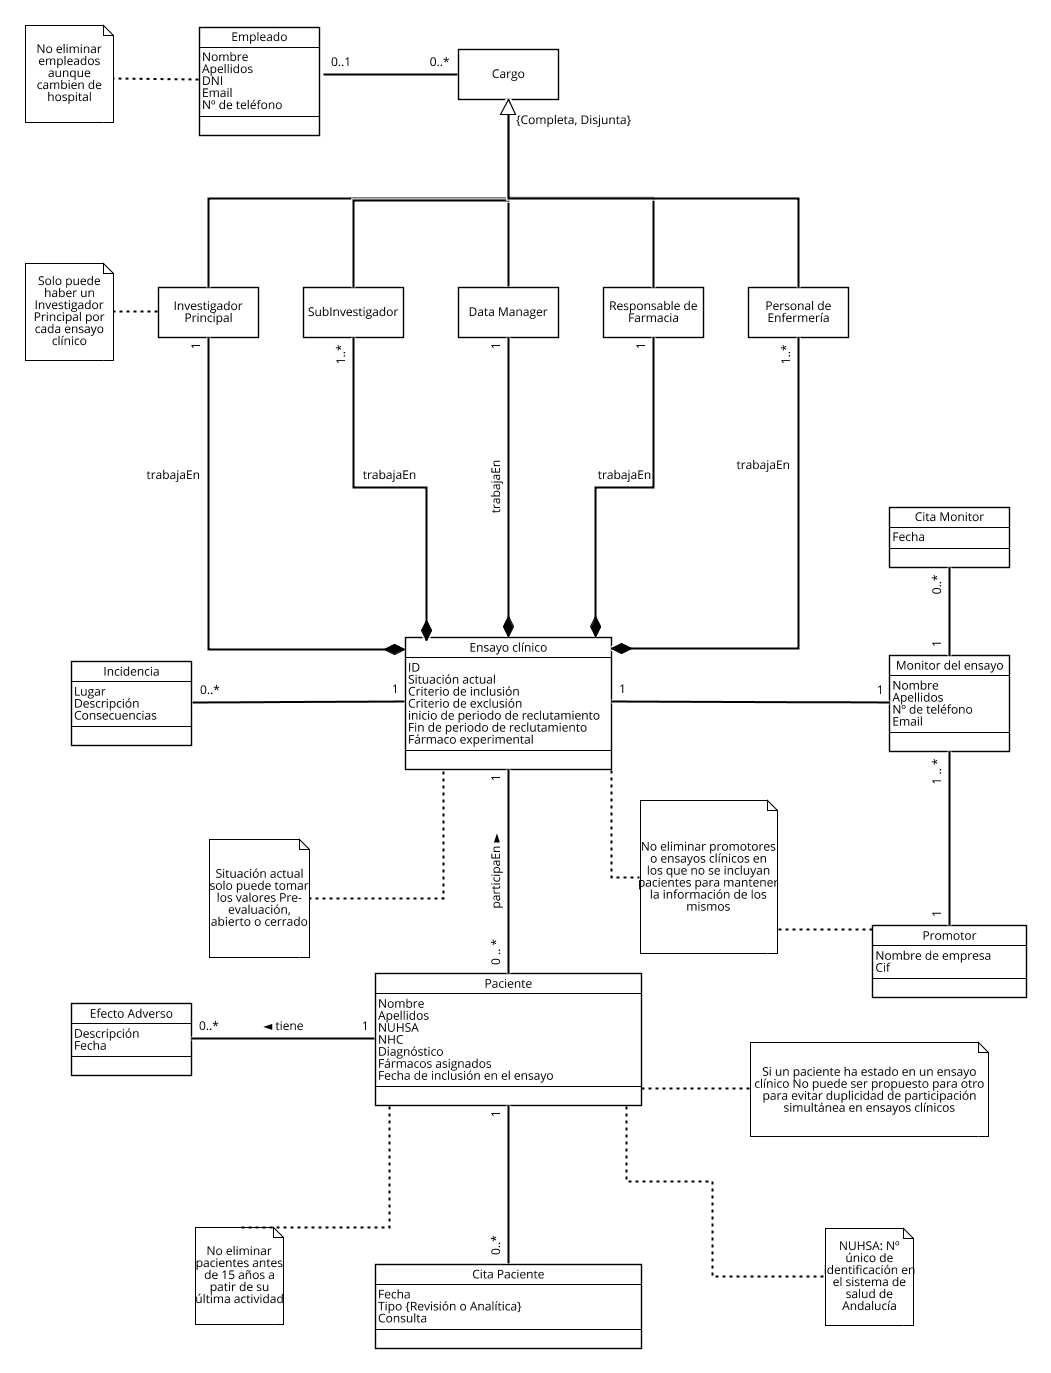 No eliminar
empleados
aunque
cambien de
hospital
Empleado
Nombre
Apellidos
DNI
Email
Nº de teléfono
0..1
0..*
Cargo
{Completa, Disjunta}
Solo puede
haber un
Investigador
Principal por
cada ensayo
clínico
Investigador
Principal
SubInvestigador
Data Manager
Responsable de
Farmacia
Personal de
Enfermería
1
1..*
1
1
1..*
trabajaEn
trabajaEn
trabajaEn
trabajaEn
trabajaEn
Cita Monitor
Fecha
0..*
1
Incidencia
Lugar
Descripción
Consecuencias
0..*
1
Ensayo clínico
ID
Situación actual
Criterio de inclusión
Criterio de exclusión
inicio de periodo de reclutamiento
Fin de periodo de reclutamiento
Fármaco experimental
1
1
Monitor del ensayo
Nombre
Apellidos
Nº de teléfono
Email
1 .. *
1
1
participaEn ►
0 .. *
Situación actual
solo puede tomar
los valores Pre-
evaluación,
abierto o cerrado
No eliminar promotores
o ensayos clínicos en
los que no se incluyan
pacientes para mantener
la información de los
mismos
Promotor
Nombre de empresa
Cif
Efecto Adverso
Descripción
Fecha
0..*
◄ tiene
1
Paciente
Nombre
Apellidos
NUHSA
NHC
Diagnóstico
Fármacos asignados
Fecha de inclusión en el ensayo
Si un paciente ha estado en un ensayo
clínico No puede ser propuesto para otro
para evitar duplicidad de participación
simultánea en ensayos clínicos
1
0..*
No eliminar
pacientes antes
de 15 años a
patir de su
última actividad
Cita Paciente
Fecha
Tipo {Revisión o Analítica}
Consulta
NUHSA: Nº
único de
identificación en
el sistema de
salud de
Andalucía